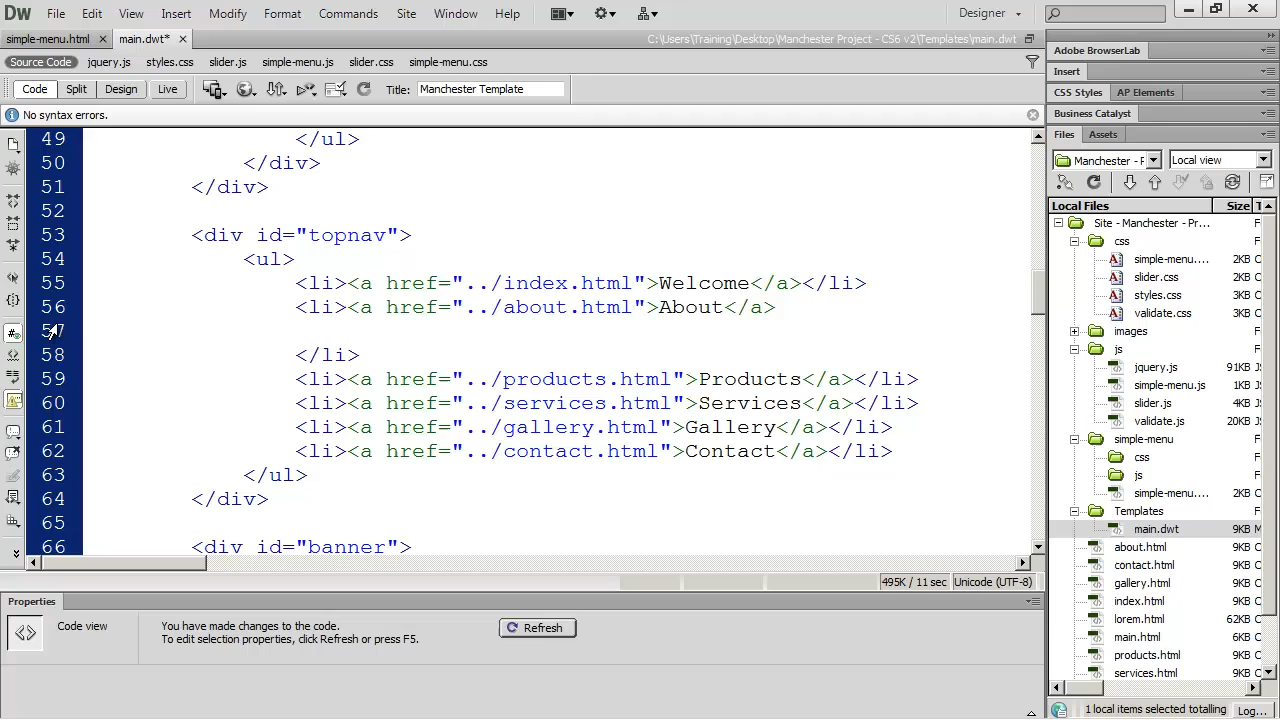 Dw File Edit View Insert Modify Format Commands Site Window Help Designer
simple-menu.html main.dwt* C:\Users\Training\Desktop\Manchester Project - CS6 v2\Templates\main.dwt
Source Code jquery.js styles.css slider.js simple-menu.js slider.css simple-menu.css
Code Split Design Live Title: Manchester Template
No syntax errors.
49 </ul>
50 </div>
51 </div>
52
53 <div id="topnav">
54 <ul>
55 <li><a href="../index.html">Welcome</a></li>
56 <li><a href="../about.html">About</a>
57
58 </li>
59 <li><a href="../products.html">Products</a></li>
60 <li><a href="../services.html">Services</a></li>
61 <li><a href="../gallery.html">Gallery</a></li>
62 <li><a href="../contact.html">Contact</a></li>
63 </ul>
64 </div>
65
66 <div id="banner">
495K / 11 sec Unicode (UTF-8)
Properties
Code view You have made changes to the code.
To edit selection properties, click Refresh or press F5.
Refresh
Adobe BrowserLab
Insert
CSS Styles AP Elements
Business Catalyst
Files Assets
Manchester - F Local view
Local Files Size T
Site - Manchester - Pr... F
css F
simple-menu.... 2KB C
slider.css 2KB C
styles.css 3KB C
validate.css 3KB C
images F
js F
jquery.js 91KB C
simple-menu.js 1KB C
slider.js 4KB C
validate.js 20KB C
simple-menu F
css F
js F
simple-menu.... 2KB C
Templates F
main.dwt 9KB M
about.html 9KB C
contact.html 9KB C
gallery.html 9KB C
index.html 9KB C
lorem.html 62KB C
main.html 6KB C
products.html 9KB C
services.html 9KB C
1 local items selected totalling Log...